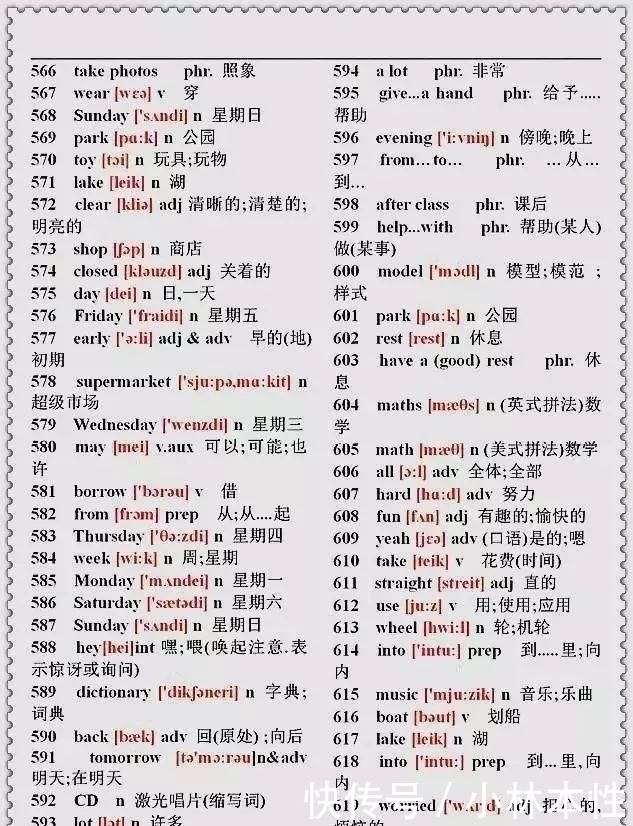 566 take photos phr. 照象
567 wear [wεə] v 穿
568 Sunday ['sʌndi] n 星期日
569 park [pɑ:k] n 公园
570 toy [tɔi] n 玩具;玩物
571 lake [leik] n 湖
572 clear [kliə] adj 清晰的;清楚的;
明亮的
573 shop [ʃɔp] n 商店
574 closed [kləuzd] adj 关着的
575 day [dei] n 日,一天
576 Friday ['fraidi] n 星期五
577 early ['ə:li] adj & adv 早的(地)
初期
578 supermarket ['sju:pə,mɑ:kit] n
超级市场
579 Wednesday ['wenzdi] n 星期三
580 may [mei] v.aux 可以;可能;也
许
581 borrow ['bɔrəu] v 借
582 from [frɔm] prep 从;从....起
583 Thursday ['θə:zdi] n 星期四
584 week [wi:k] n 周;星期
585 Monday ['mʌndei] n 星期一
586 Saturday ['sætədi] n 星期六
587 Sunday ['sʌndi] n 星期日
588 hey[hei]int 嘿;喂(唤起注意.表
示惊讶或询问)
589 dictionary ['dikʃəneri] n 字典;
词典
590 back [bæk] adv 回(原处);向后
591 tomorrow [tə'mɔ:rəu]n&adv
明天;在明天
592 CD n 激光唱片(缩写词)
593 lot [lɔt] n 许多
594 a lot phr. 非常
595 give...a hand phr. 给予.....
帮助
596 evening ['i:vniŋ] n 傍晚;晚上
597 from...to... phr. ...从...
到...
598 after class phr. 课后
599 help...with phr. 帮助(某人)
做(某事)
600 model ['mɔdl] n 模型;模范;
样式
601 park [pɑ:k] n 公园
602 rest [rest] n 休息
603 have a (good) rest phr. 休
息
604 maths [mæθs] n (英式拼法)数
学
605 math [mæθ] n (美式拼法)数学
606 all [ɔ:l] adv 全体;全部
607 hard [hɑ:d] adv 努力
608 fun [fʌn] adj 有趣的;愉快的
609 yeah [jεə] adv (口语)是的;嗯
610 take [teik] v 花费(时间)
611 straight [streit] adj 直的
612 use [ju:z] v 用;使用;应用
613 wheel [hwi:l] n 轮;机轮
614 into ['intu:] prep 到.....里;向
内
615 music ['mju:zik] n 音乐;乐曲
616 boat [bəut] v 划船
617 lake [leik] n 湖
618 into ['intu:] prep 到...里,向
内
619 worried adj
快传号 / 小林本性